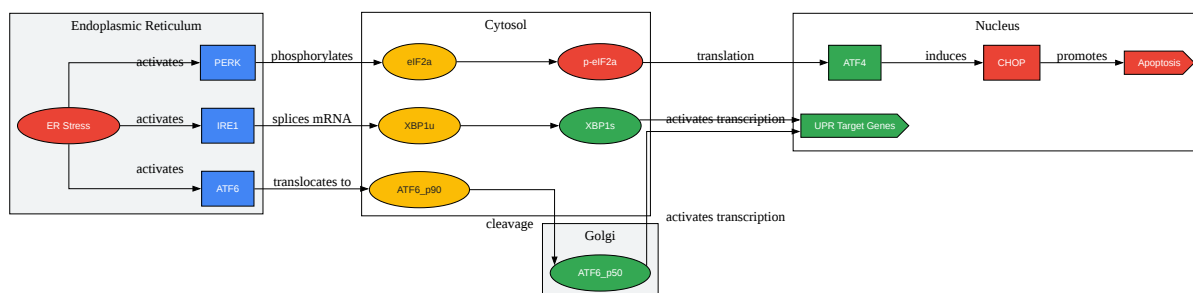 Endoplasmic Reticulum
Cytosol
Nucleus
activates
PERK
phosphorylates
eIF2a
p-eIF2a
translation
ATF4
induces
CHOP
promotes
Apoptosis
ER Stress
activates
IRE1
splices mRNA
XBP1u
XBP1s
activates transcription
UPR Target Genes
activates
ATF6
translocates to
ATF6_p90
cleavage
activates transcription
Golgi
ATF6_p50